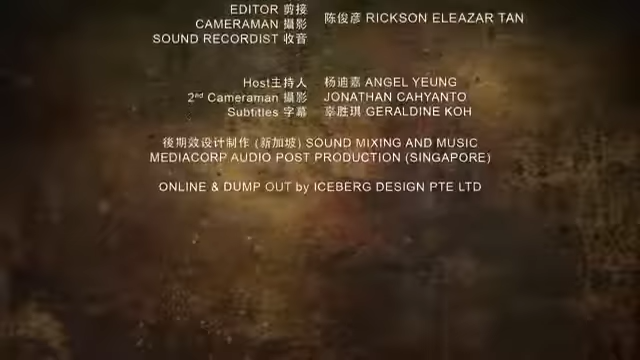 EDITOR 剪接
CAMERAMAN 攝影 陈俊彦 RICKSON ELEAZAR TAN
SOUND RECORDIST 收音
Host主持人 杨迪嘉 ANGEL YEUNG
2nd Cameraman 攝影 JONATHAN CAHYANTO
Subtitles 字幕 辜胜琪 GERALDINE KOH
後期效设计制作 (新加坡) SOUND MIXING AND MUSIC
MEDIACORP AUDIO POST PRODUCTION (SINGAPORE)
ONLINE & DUMP OUT by ICEBERG DESIGN PTE LTD